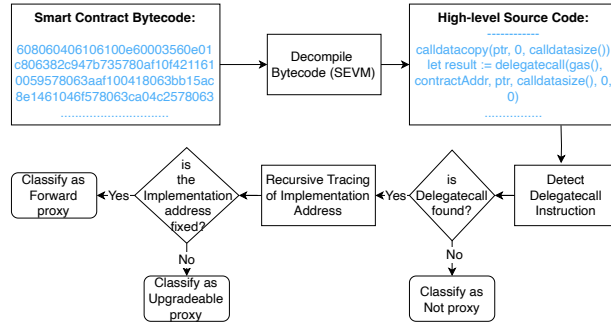 Smart Contract Bytecode:
608060406106100e60003560e01
c806382c947b735780af10f421161
0059578063aaf100418063bb15ac
8e1461046f578063ca04c2578063
..............................
Decompile
Bytecode (SEVM)
High-level Source Code:
------------
calldatacopy(ptr, 0, calldatasize())
let result := delegatecall(gas(),
contractAddr, ptr, calldatasize(), 0,
0)
...............
Detect
Delegatecall
Instruction
is
Delegatecall
found?
Yes
No
Classify as
Not proxy
Recursive Tracing
of Implementation
Address
is
the
Implementation
address
fixed?
Yes
No
Classify as
Forward
proxy
Classify as
Upgradeable
proxy